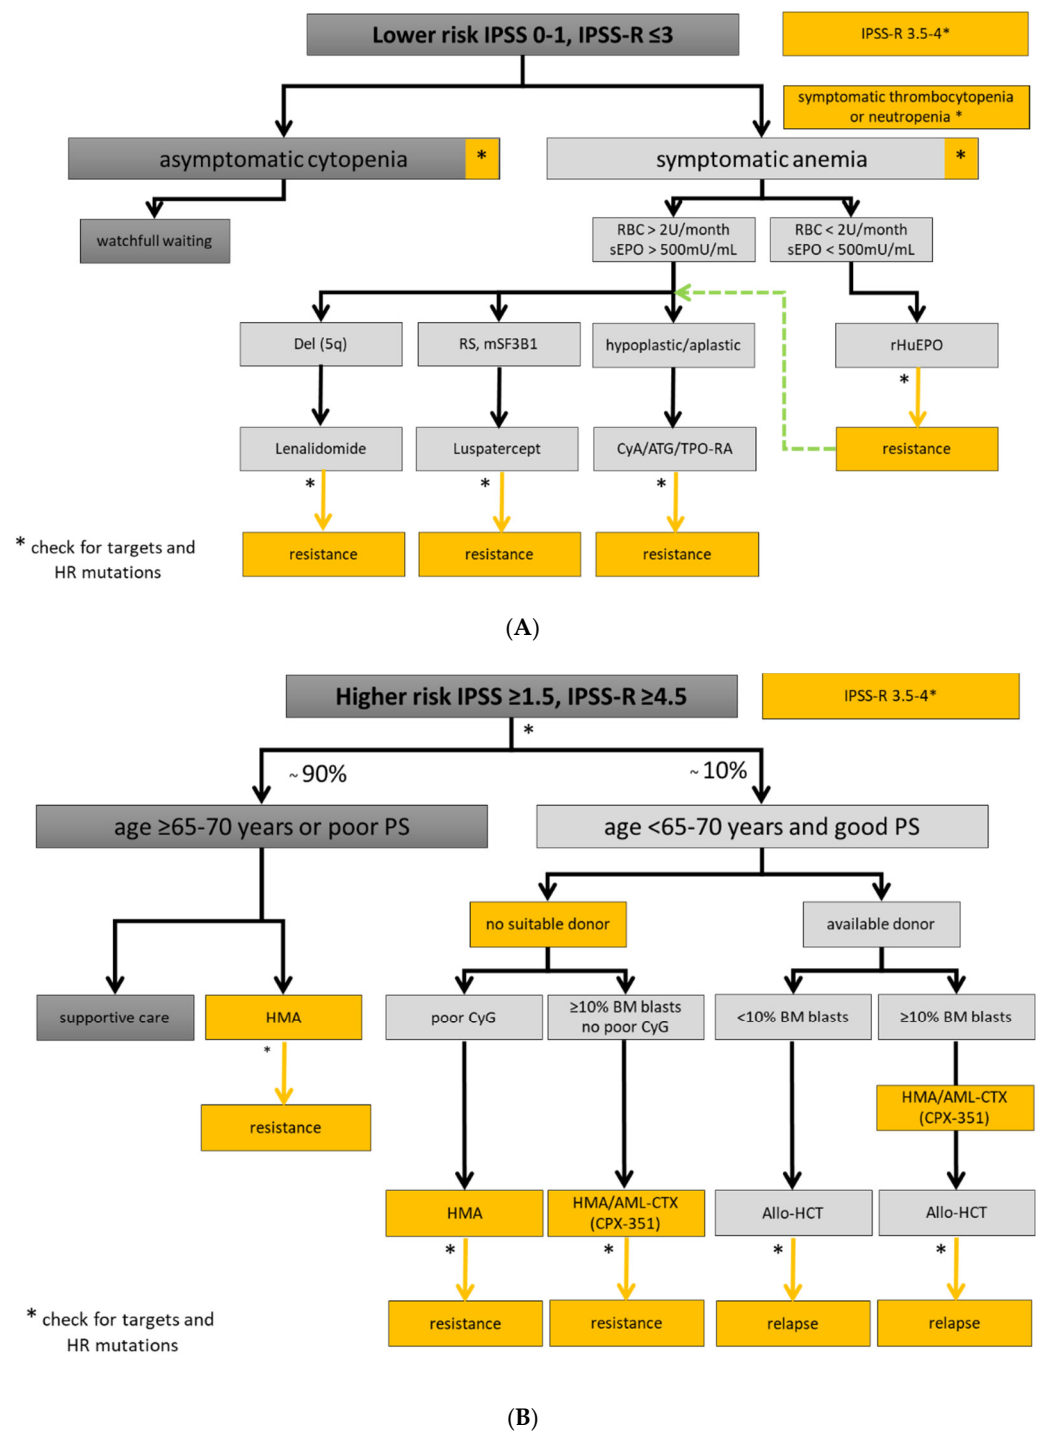 Lower risk IPSS 0-1, IPSS-R ≤3
IPSS-R 3.5-4*
symptomatic thrombocytopenia
or neutropenia *
asymptomatic cytopenia
*
symptomatic anemia
*
watchfull waiting
RBC > 2U/month
sEPO > 500mU/mL
RBC < 2U/month
sEPO < 500mU/mL
Del (5q)
RS, mSF3B1
hypoplastic/aplastic
rHuEPO
*
Lenalidomide
Luspatercept
CyA/ATG/TPO-RA
resistance
*
*
*
* check for targets and
HR mutations
resistance
resistance
resistance
(A)
Higher risk IPSS ≥1.5, IPSS-R ≥4.5
IPSS-R 3.5-4*
*
~ 90%
~ 10%
age ≥65-70 years or poor PS
age <65-70 years and good PS
no suitable donor
available donor
supportive care
HMA
poor CyG
≥10% BM blasts
no poor CyG
<10% BM blasts
≥10% BM blasts
*
HMA/AML-CTX
(CPX-351)
resistance
HMA
HMA/AML-CTX
(CPX-351)
Allo-HCT
Allo-HCT
*
*
*
*
* check for targets and
HR mutations
resistance
resistance
relapse
relapse
(B)